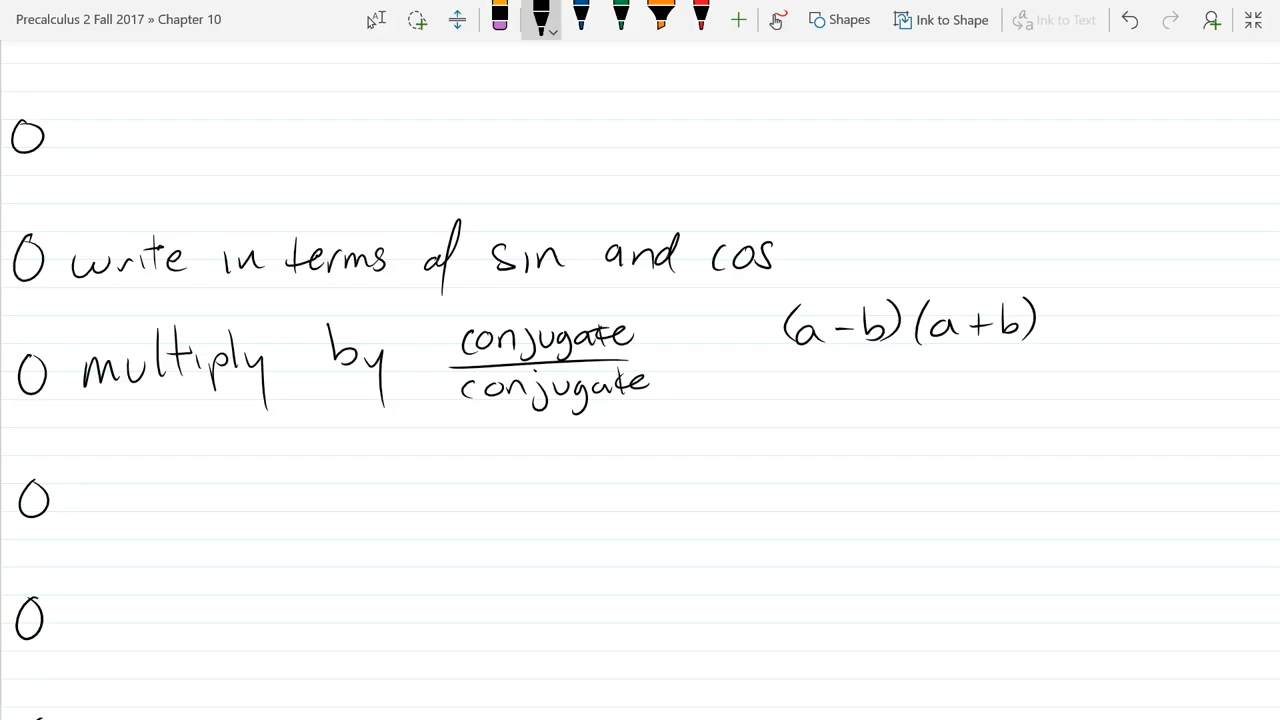 Precalculus 2 Fall 2017 » Chapter 10
Shapes
Ink to Shape
Ink to Text
O
O write in terms of sin and cos
(a-b)(a+b)
O multiply by conjugate/conjugate
O
O